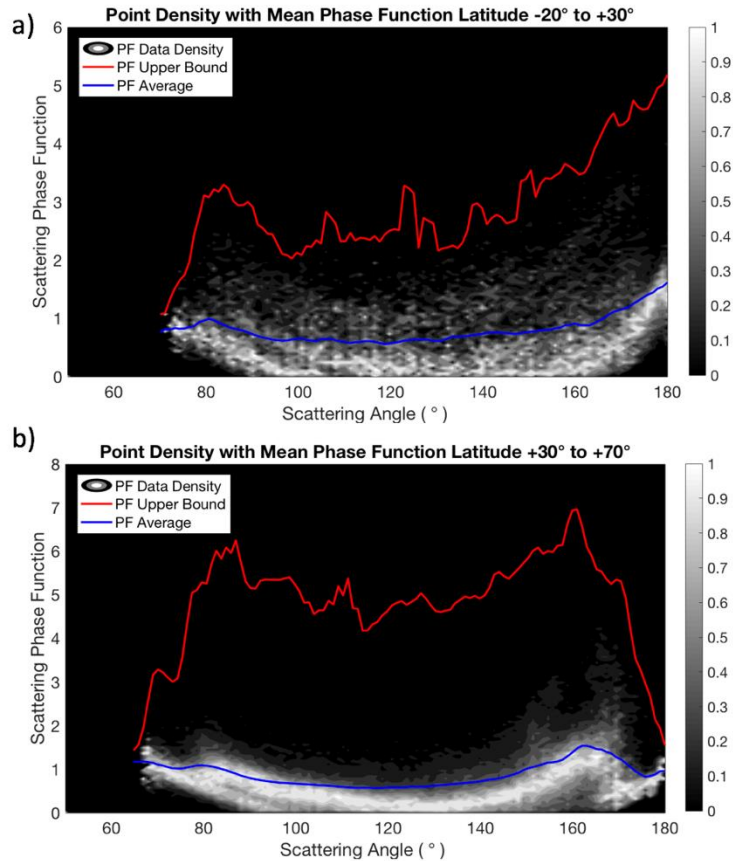 a)
Point Density with Mean Phase Function Latitude -20° to +30°
PF Data Density
PF Upper Bound
PF Average
Scattering Phase Function
6
5
4
3
2
1
0
60 80 100 120 140 160 180
Scattering Angle ( ° )
1
0.9
0.8
0.7
0.6
0.5
0.4
0.3
0.2
0.1
0
b)
Point Density with Mean Phase Function Latitude +30° to +70°
PF Data Density
PF Upper Bound
PF Average
Scattering Phase Function
8
7
6
5
4
3
2
1
0
60 80 100 120 140 160 180
Scattering Angle ( ° )
1
0.9
0.8
0.7
0.6
0.5
0.4
0.3
0.2
0.1
0